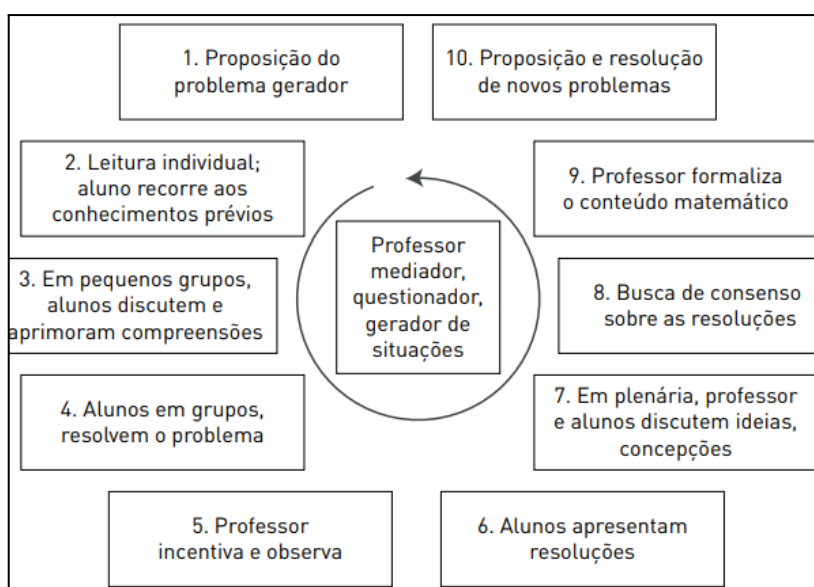 1. Proposição do
problema gerador
2. Leitura individual;
aluno recorre aos
conhecimentos prévios
3. Em pequenos grupos,
alunos discutem e
aprimoram compreensões
4. Alunos em grupos,
resolvem o problema
5. Professor
incentiva e observa
6. Alunos apresentam
resoluções
7. Em plenária, professor
e alunos discutem ideias,
concepções
8. Busca de consenso
sobre as resoluções
9. Professor formaliza
o conteúdo matemático
10. Proposição e resolução
de novos problemas
Professor
mediador,
questionador,
gerador de
situações